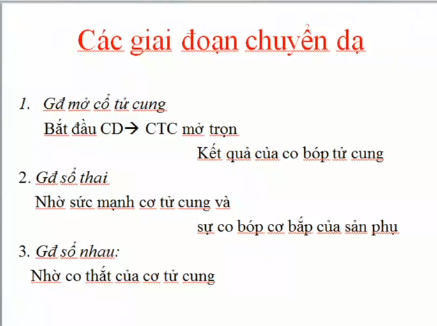 Các giai đoạn chuyển dạ
1. Gđ mở cổ tử cung
Bắt đầu CD→ CTC mở trọn
Kết quả của co bóp tử cung
2. Gđ sổ thai
Nhờ sức mạnh cơ tử cung và
sự co bóp cơ bắp của sản phụ
3. Gđ sổ nhau:
Nhờ co thắt của cơ tử cung